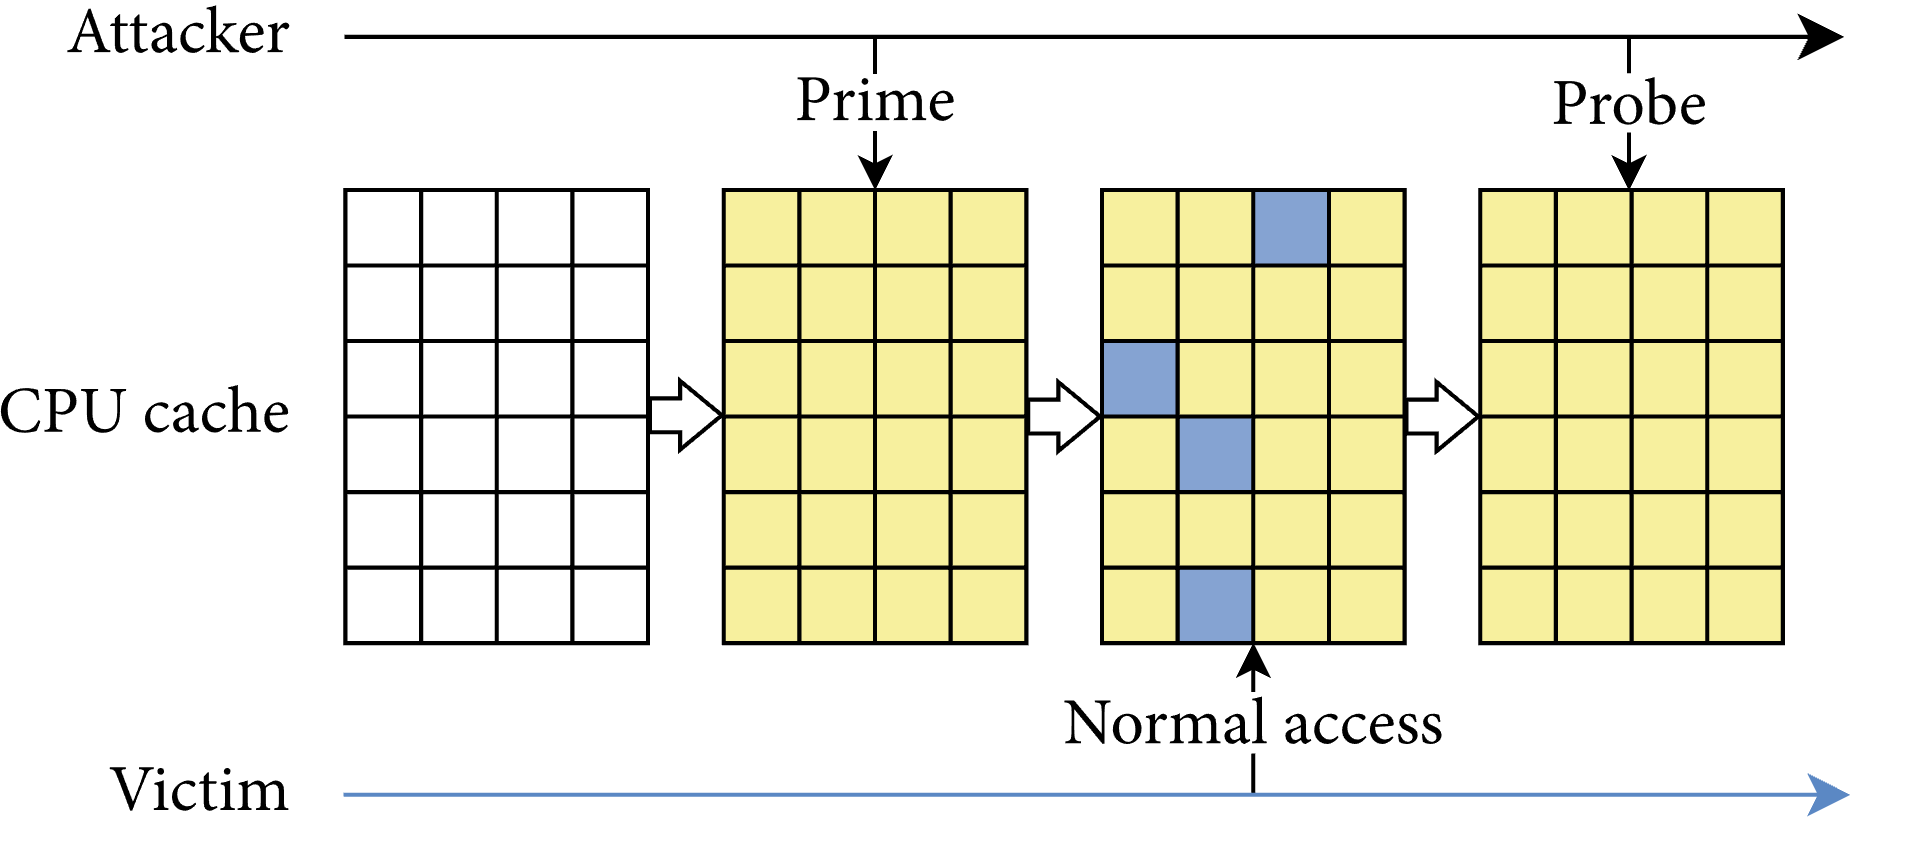 Attacker
Prime
Probe
CPU cache
Normal access
Victim